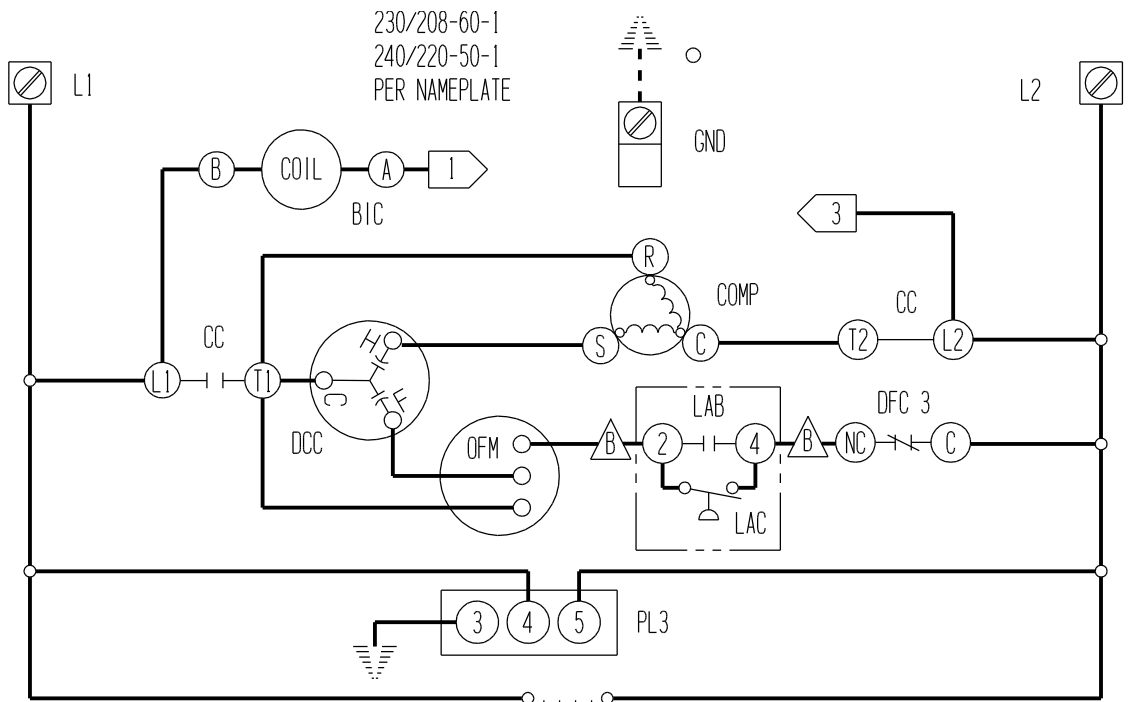 230/208-60-1
240/220-50-1
PER NAMEPLATE
L1
L2
GND
B
COIL
A
1
BIC
3
R
COMP
CC
CC
S
C
T2
L2
L1
T1
H
C
F
DCC
OFM
LAB
DFC 3
B
2
4
B
NC
C
LAC
3
4
5
PL3